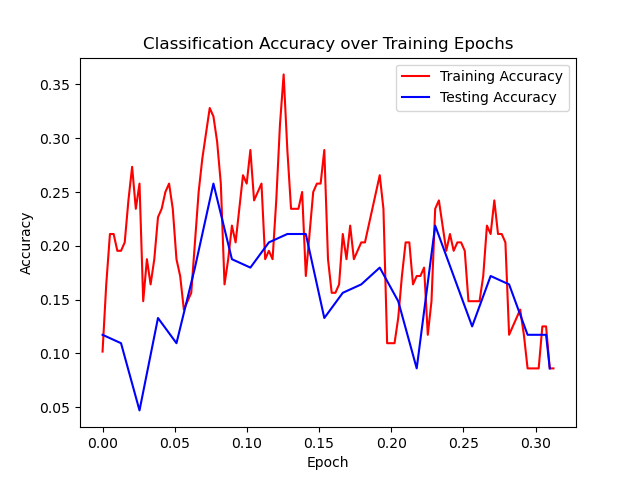 Classification Accuracy over Training Epochs
Training Accuracy
Testing Accuracy
0.35
0.30
0.25
0.20
0.15
0.10
0.05
Accuracy
0.00 0.05 0.10 0.15 0.20 0.25 0.30
Epoch